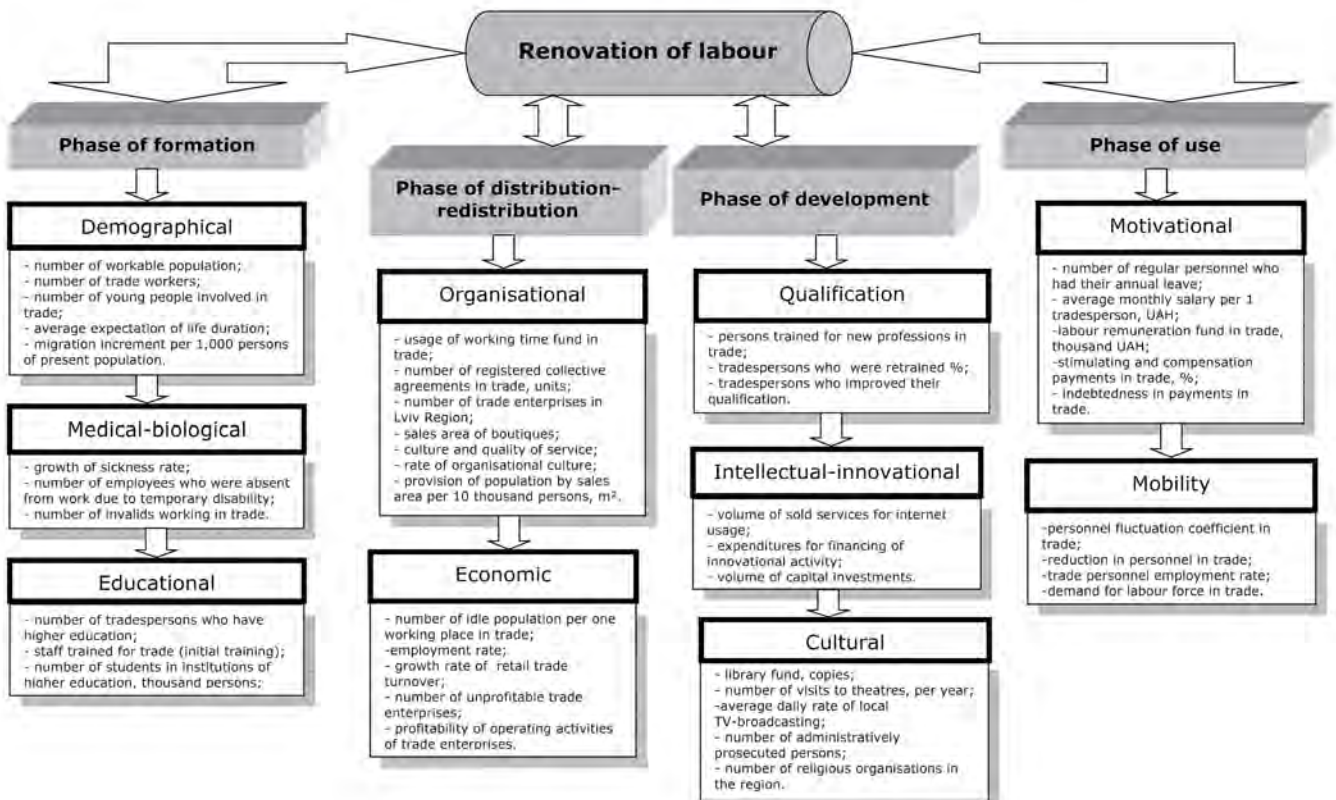 Renovation of labour
Phase of formation
Demographical
- number of workable population;
- number of trade workers;
- number of young people involved in
trade;
- average expectation of life duration;
- migration increment per 1,000 persons
of present population.
Medical-biological
- growth of sickness rate;
- number of employees who were absent
from work due to temporary disability;
- number of invalids working in trade.
Educational
- number of tradespersons who have
higher education;
- staff trained for trade (initial training);
- number of students in institutions of
higher education, thousand persons;
Phase of distribution-
redistribution
Organisational
- usage of working time fund in
trade;
- number of registered collective
agreements in trade, units;
- number of trade enterprises in
Lviv Region;
- sales area of boutiques;
- culture and quality of service;
- rate of organisational culture;
- provision of population by sales
area per 10 thousand persons, m².
Economic
- number of idle population per one
working place in trade;
-employment rate;
- growth rate of retail trade
turnover;
- number of unprofitable trade
enterprises;
- profitability of operating activities
of trade enterprises.
Phase of development
Qualification
- persons trained for new professions in
trade;
- tradespersons who were retrained %;
- tradespersons who improved their
qualification.
Intellectual-innovational
- volume of sold services for internet
usage;
- expenditures for financing of
innovational activity;
- volume of capital investments.
Cultural
- library fund, copies;
- number of visits to theatres, per year;
-average daily rate of local
TV-broadcasting;
- number of administratively
prosecuted persons;
- number of religious organisations in
the region.
Phase of use
Motivational
- number of regular personnel who
had their annual leave;
- average monthly salary per 1
tradesperson, UAH;
-labour remuneration fund in trade,
thousand UAH;
-stimulating and compensation
payments in trade, %;
- indebtedness in payments in
trade.
Mobility
-personnel fluctuation coefficient in
trade;
-reduction in personnel in trade;
-trade personnel employment rate;
-demand for labour force in trade.